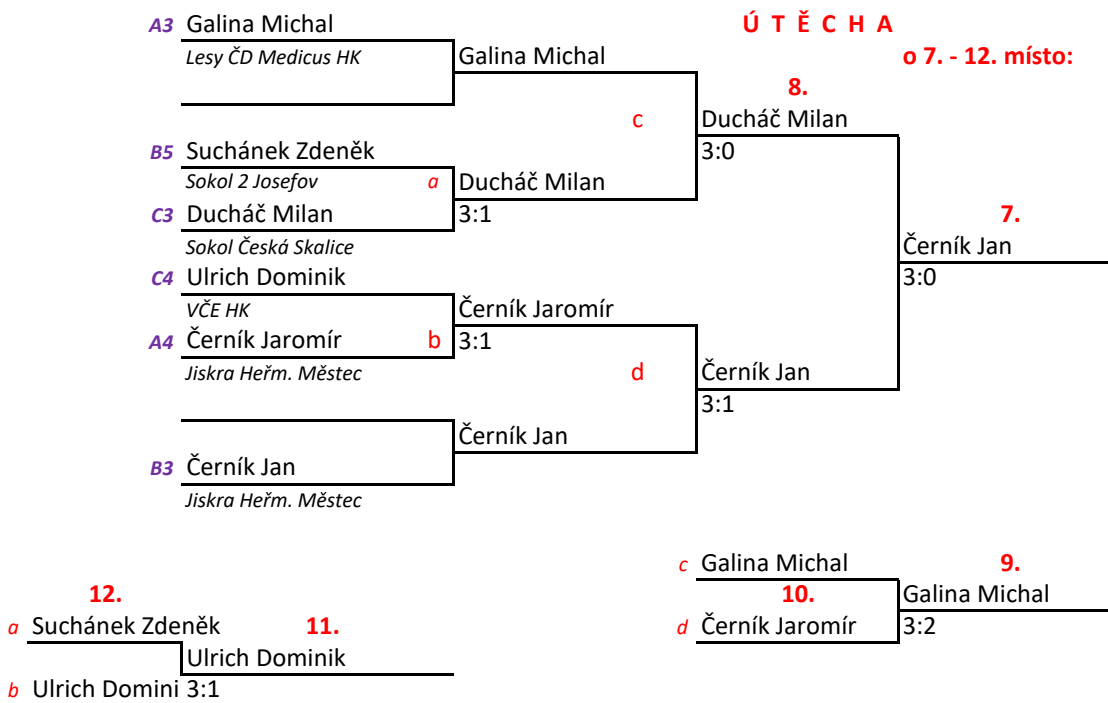 A3 Galina Michal
Ú T Ě C H A
Lesy ČD Medicus HK
Galina Michal
o 7. - 12. místo:
8.
c
Ducháč Milan
B5 Suchánek Zdeněk
3:0
Sokol 2 Josefov
a
Ducháč Milan
C3 Ducháč Milan
3:1
7.
Sokol Česká Skalice
Černík Jan
C4 Ulrich Dominik
3:0
VČE HK
Černík Jaromír
A4 Černík Jaromír
b
3:1
Jiskra Heřm. Městec
d
Černík Jan
3:1
Černík Jan
B3 Černík Jan
Jiskra Heřm. Městec
c Galina Michal
9.
12.
10.
Galina Michal
a Suchánek Zdeněk
11.
d Černík Jaromír
3:2
Ulrich Dominik
b Ulrich Domini 3:1